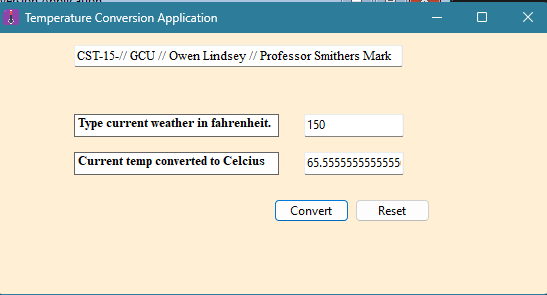 Temperature Conversion Application
CST-15-// GCU // Owen Lindsey // Professor Smithers Mark
Type current weather in fahrenheit.
150
Current temp converted to Celcius
65.5555555555555
Convert
Reset